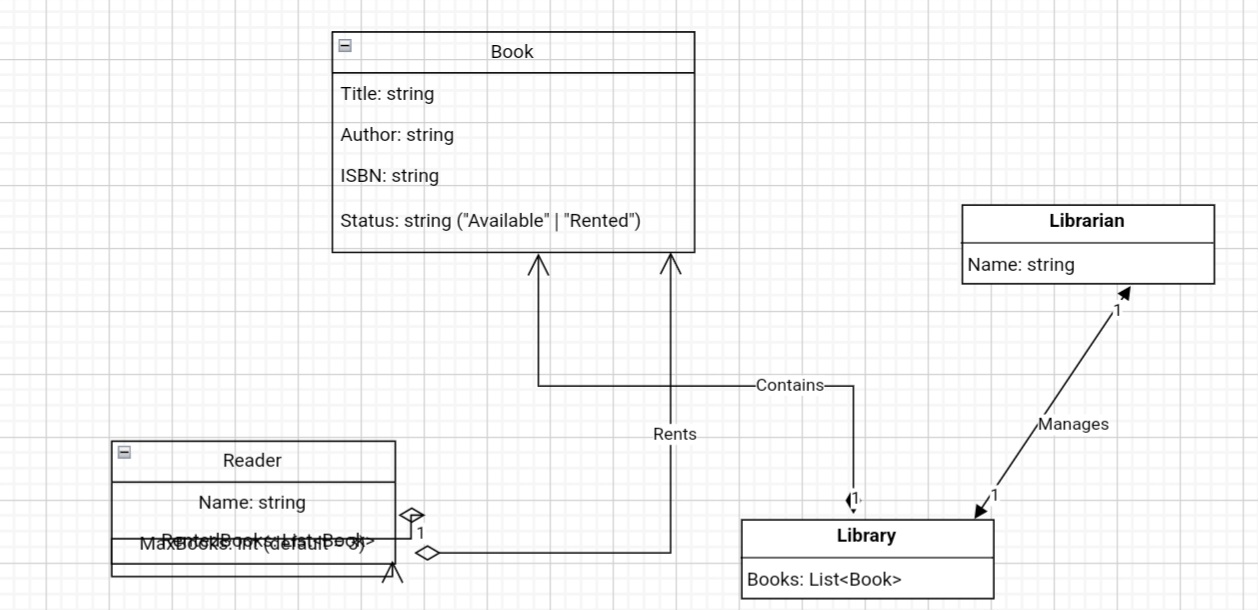 Book
Title: string
Author: string
ISBN: string
Status: string ("Available" | "Rented")
Librarian
Name: string
1
Contains
Manages
Rents
Reader
Name: string
RentedBooks: List<Book>
MaxBooks: int (default = 3)
1
1
1
Library
Books: List<Book>